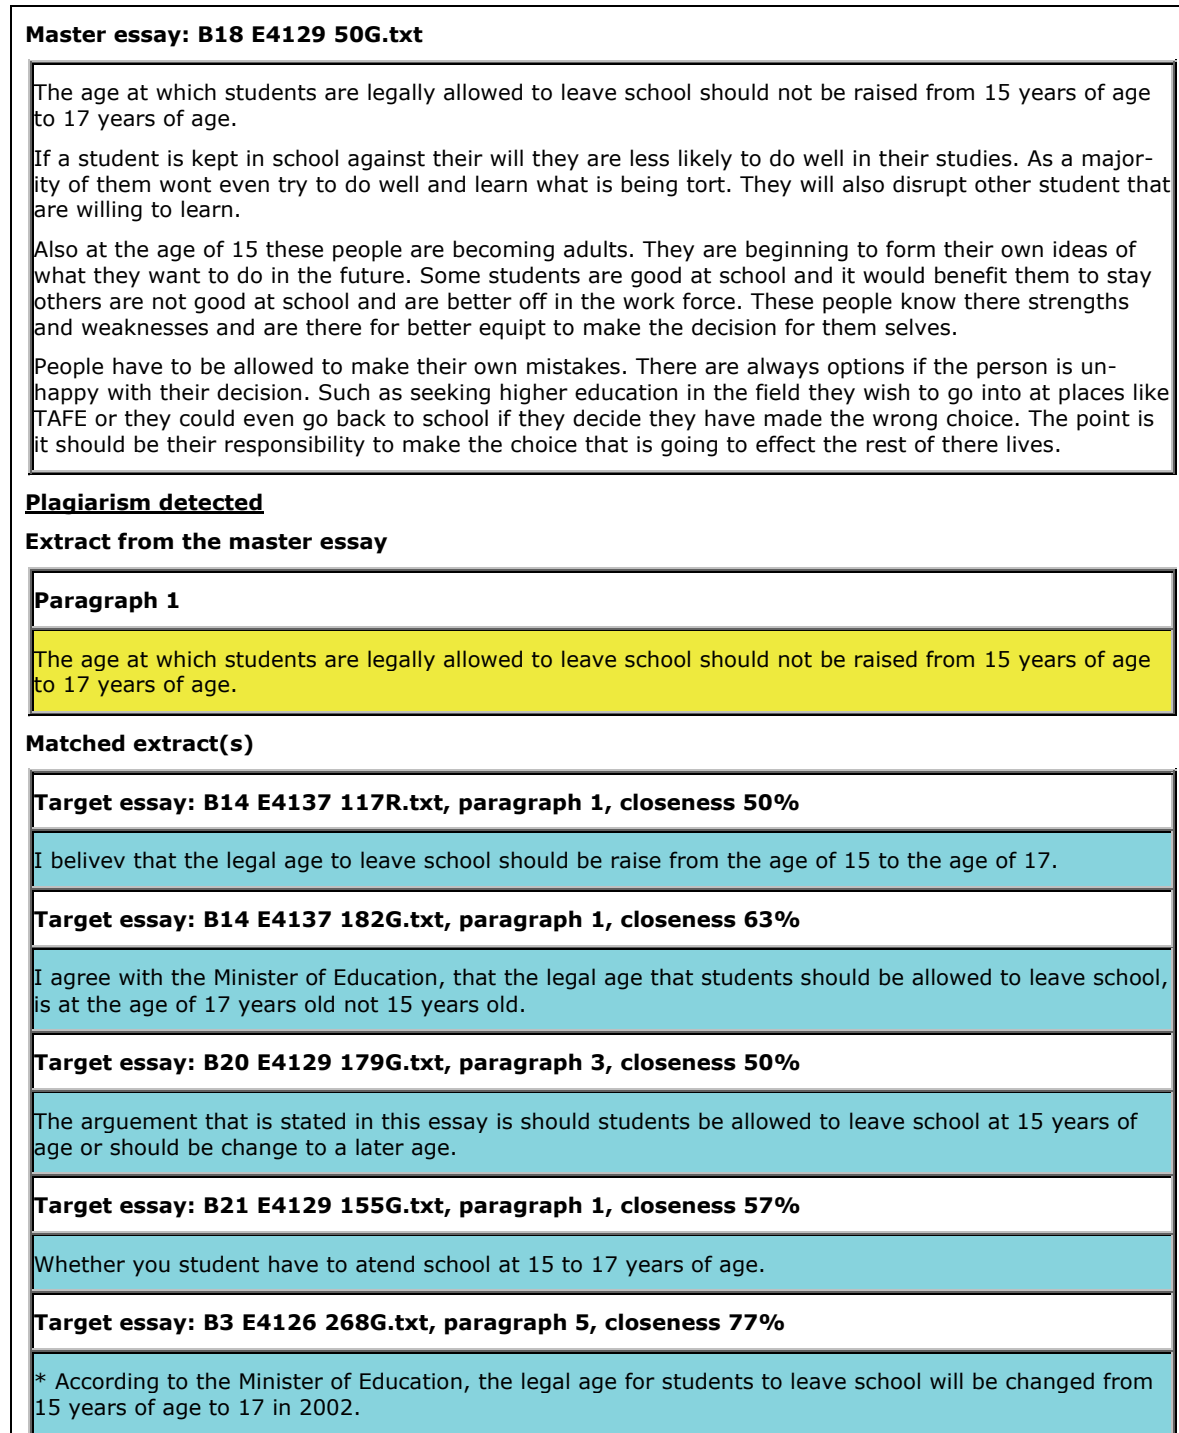 Master essay: B18 E4129 50G.txt
The age at which students are legally allowed to leave school should not be raised from 15 years of age
to 17 years of age.
If a student is kept in school against their will they are less likely to do well in their studies. As a major-
ity of them wont even try to do well and learn what is being tort. They will also disrupt other student that
are willing to learn.
Also at the age of 15 these people are becoming adults. They are beginning to form their own ideas of
what they want to do in the future. Some students are good at school and it would benefit them to stay
others are not good at school and are better off in the work force. These people know there strengths
and weaknesses and are there for better equipt to make the decision for them selves.
People have to be allowed to make their own mistakes. There are always options if the person is un-
happy with their decision. Such as seeking higher education in the field they wish to go into at places like
TAFE or they could even go back to school if they decide they have made the wrong choice. The point is
it should be their responsibility to make the choice that is going to effect the rest of there lives.
Plagiarism detected
Extract from the master essay
Paragraph 1
The age at which students are legally allowed to leave school should not be raised from 15 years of age
to 17 years of age.
Matched extract(s)
Target essay: B14 E4137 117R.txt, paragraph 1, closeness 50%
I belivev that the legal age to leave school should be raise from the age of 15 to the age of 17.
Target essay: B14 E4137 182G.txt, paragraph 1, closeness 63%
I agree with the Minister of Education, that the legal age that students should be allowed to leave school,
is at the age of 17 years old not 15 years old.
Target essay: B20 E4129 179G.txt, paragraph 3, closeness 50%
The arguement that is stated in this essay is should students be allowed to leave school at 15 years of
age or should be change to a later age.
Target essay: B21 E4129 155G.txt, paragraph 1, closeness 57%
Whether you student have to atend school at 15 to 17 years of age.
Target essay: B3 E4126 268G.txt, paragraph 5, closeness 77%
* According to the Minister of Education, the legal age for students to leave school will be changed from
15 years of age to 17 in 2002.